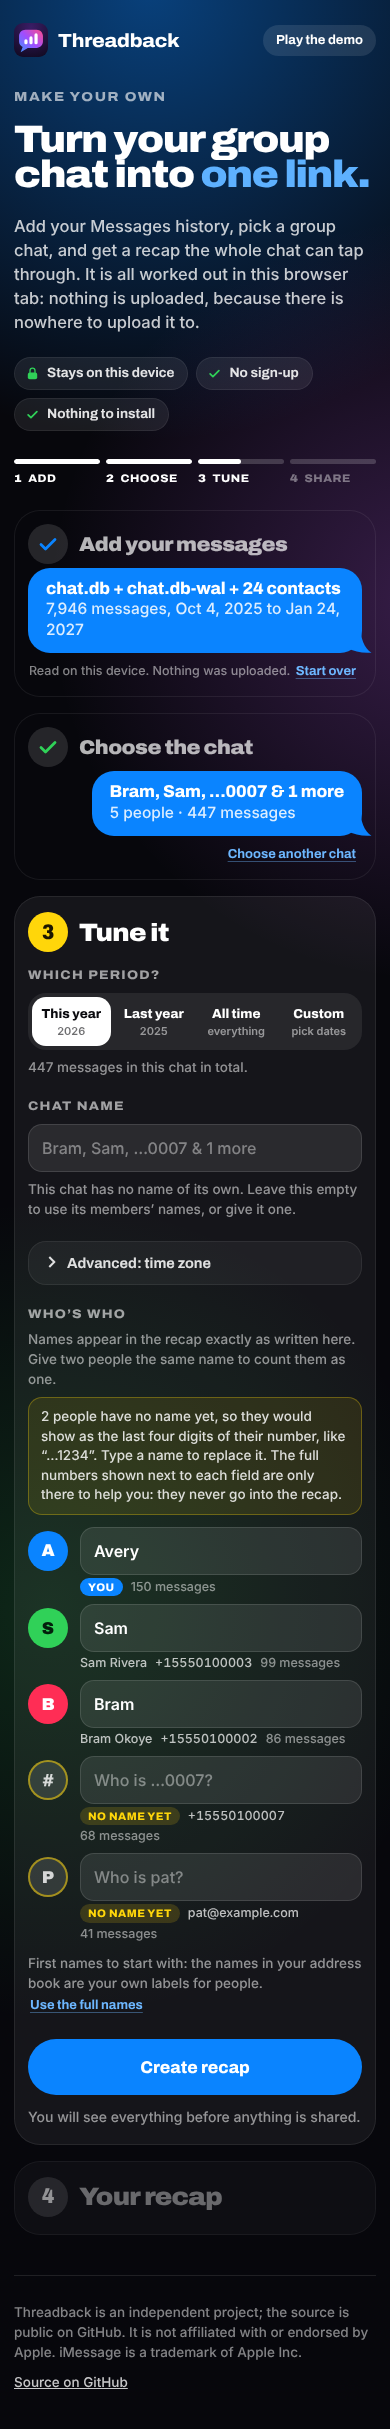 Threadback
Play the demo
MAKE YOUR OWN
Turn your group
chat into one link.
Add your Messages history, pick a group
chat, and get a recap the whole chat can tap
through. It is all worked out in this browser
tab: nothing is uploaded, because there is
nowhere to upload it to.
Stays on this device
No sign-up
Nothing to install
1 ADD
2 CHOOSE
3 TUNE
4 SHARE
Add your messages
chat.db + chat.db-wal + 24 contacts
7,946 messages, Oct 4, 2025 to Jan 24,
2027
Read on this device. Nothing was uploaded. Start over
Choose the chat
Bram, Sam, …0007 & 1 more
5 people · 447 messages
Choose another chat
3 Tune it
WHICH PERIOD?
This year
2026
Last year
2025
All time
everything
Custom
pick dates
447 messages in this chat in total.
CHAT NAME
Bram, Sam, …0007 & 1 more
This chat has no name of its own. Leave this empty
to use its members’ names, or give it one.
Advanced: time zone
WHO’S WHO
Names appear in the recap exactly as written here.
Give two people the same name to count them as
one.
2 people have no name yet, so they would
show as the last four digits of their number, like
“…1234”. Type a name to replace it. The full
numbers shown next to each field are only
there to help you: they never go into the recap.
A
Avery
YOU 150 messages
S
Sam
Sam Rivera +15550100003 99 messages
B
Bram
Bram Okoye +15550100002 86 messages
#
Who is …0007?
NO NAME YET +15550100007
68 messages
P
Who is pat?
NO NAME YET pat@example.com
41 messages
First names to start with: the names in your address
book are your own labels for people.
Use the full names
Create recap
You will see everything before anything is shared.
4 Your recap
Threadback is an independent project; the source is
public on GitHub. It is not affiliated with or endorsed by
Apple. iMessage is a trademark of Apple Inc.
Source on GitHub